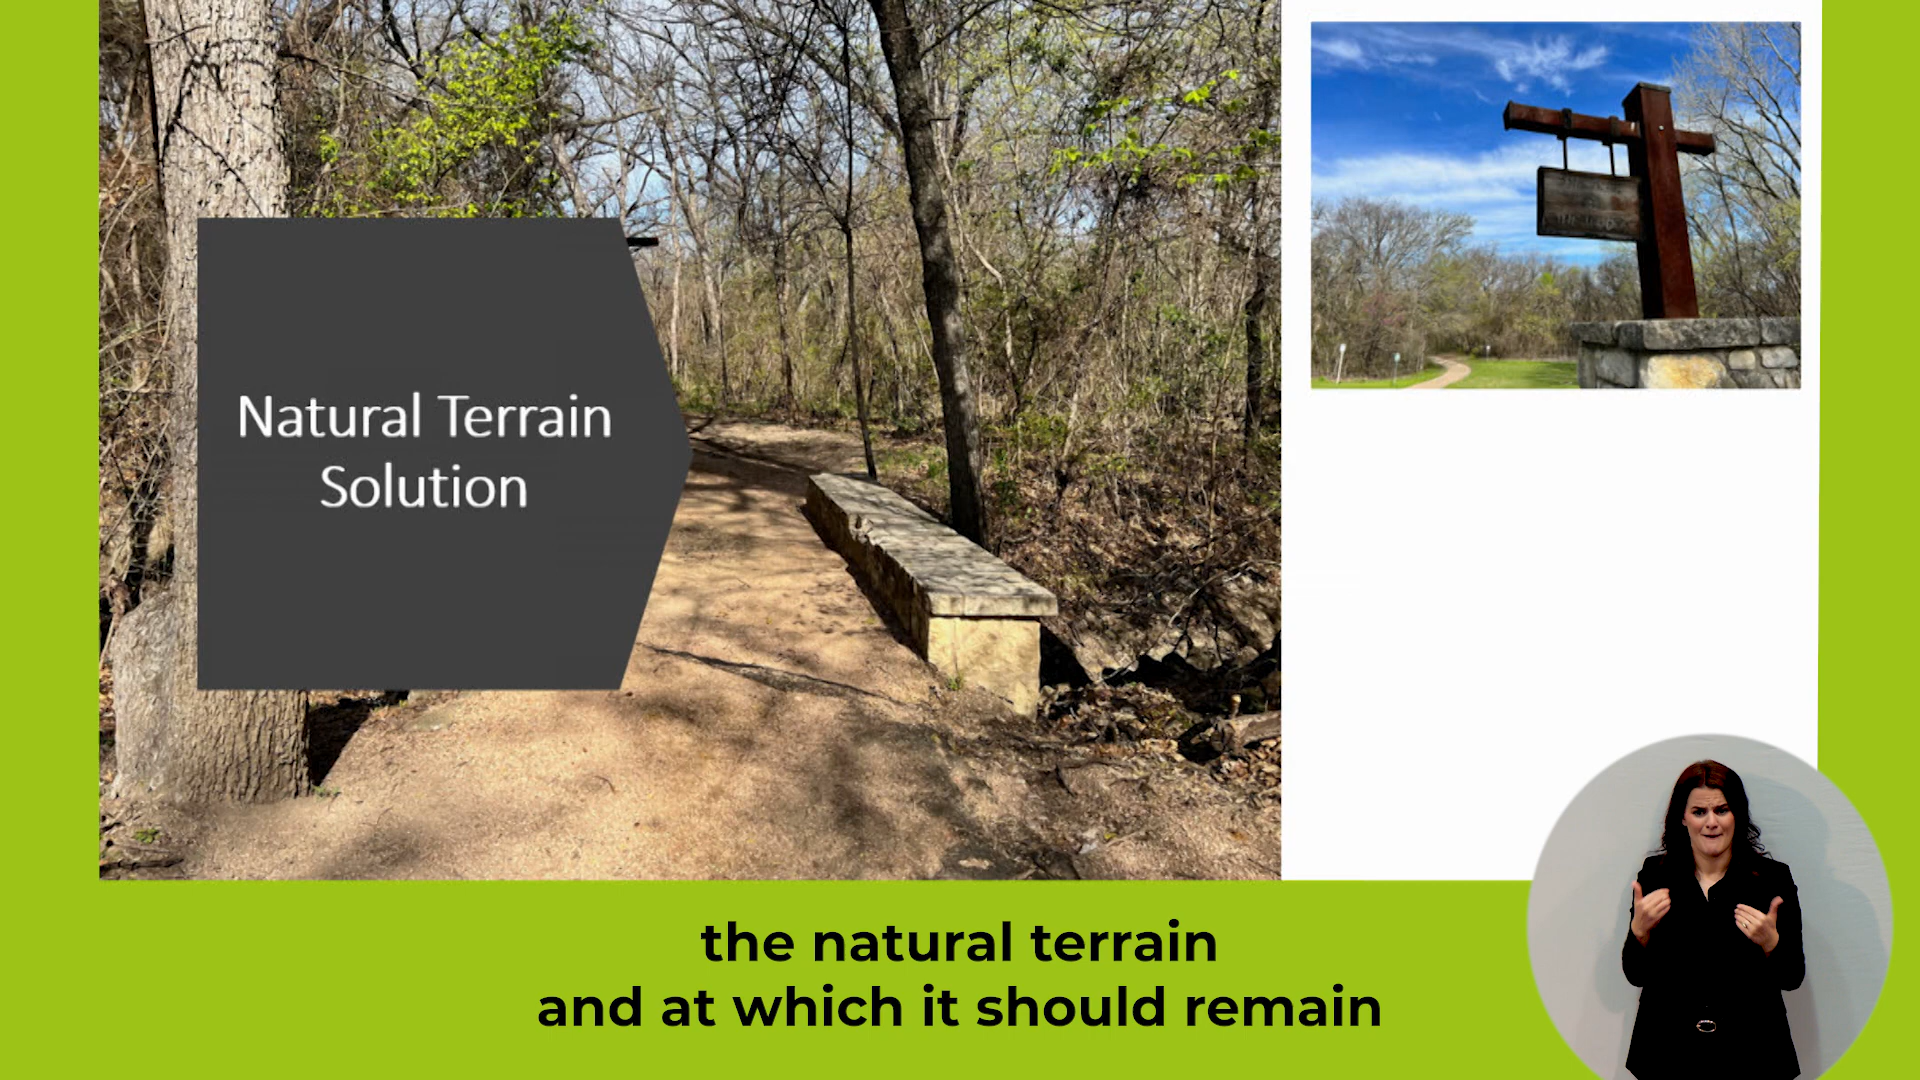 Natural Terrain
Solution
the natural terrain
and at which it should remain